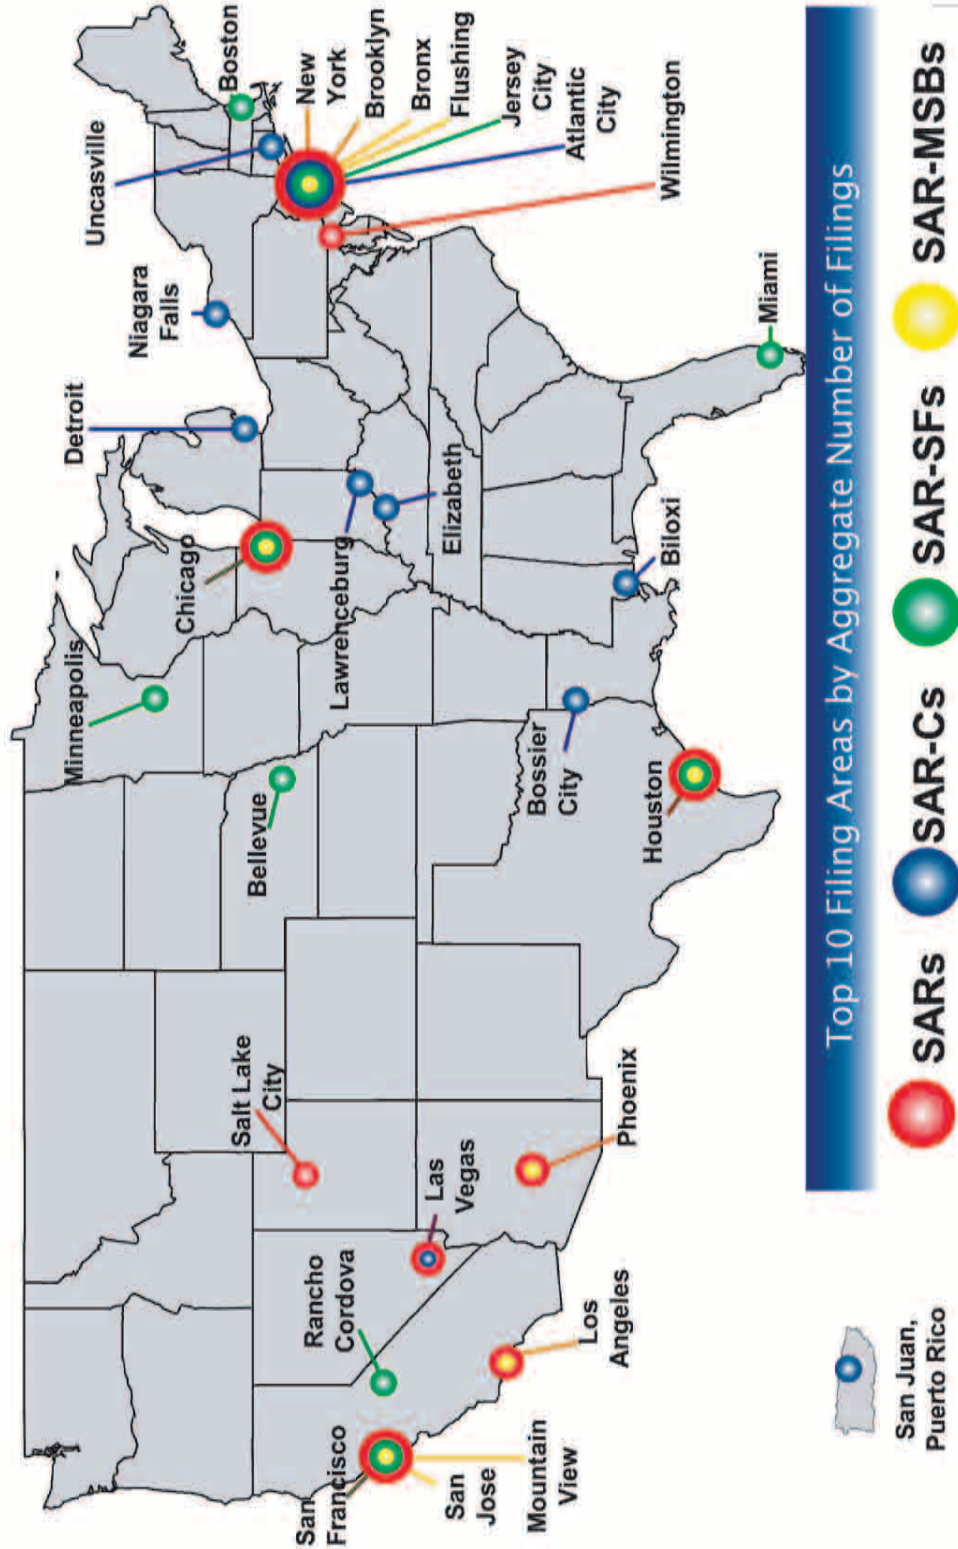 Uncasville
Boston
Niagara
Falls
Detroit
New
York
Brooklyn
Bronx
Flushing
Jersey
City
Atlantic
City
Wilmington
Minneapolis
Chicago
Bellevue
Lawrenceburg
Elizabeth
Salt Lake
City
Las
Vegas
Rancho
Cordova
San
Francisco
San
Jose
Mountain
View
Los
Angeles
Phoenix
Bossier
City
Houston
Biloxi
Miami
San Juan,
Puerto Rico
Top 10 Filing Areas by Aggregate Number of Filings
SARs
SAR-Cs
SAR-SFs
SAR-MSBs